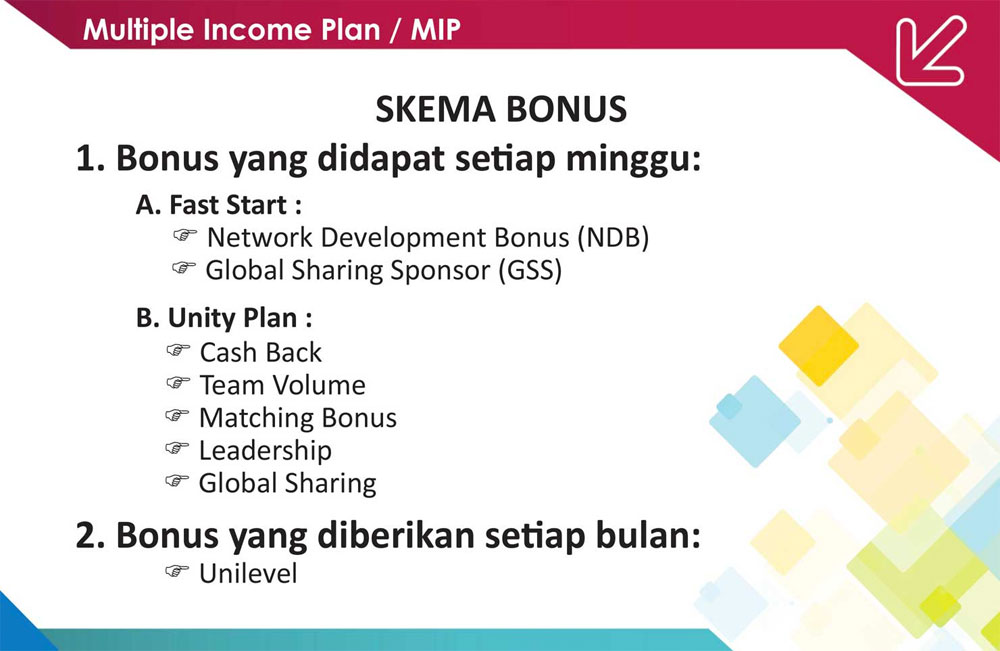 Multiple Income Plan / MIP
SKEMA BONUS
1. Bonus yang didapat setiap minggu:
A. Fast Start :
☞ Network Development Bonus (NDB)
☞ Global Sharing Sponsor (GSS)
B. Unity Plan :
☞ Cash Back
☞ Team Volume
☞ Matching Bonus
☞ Leadership
☞ Global Sharing
2. Bonus yang diberikan setiap bulan:
☞ Unilevel